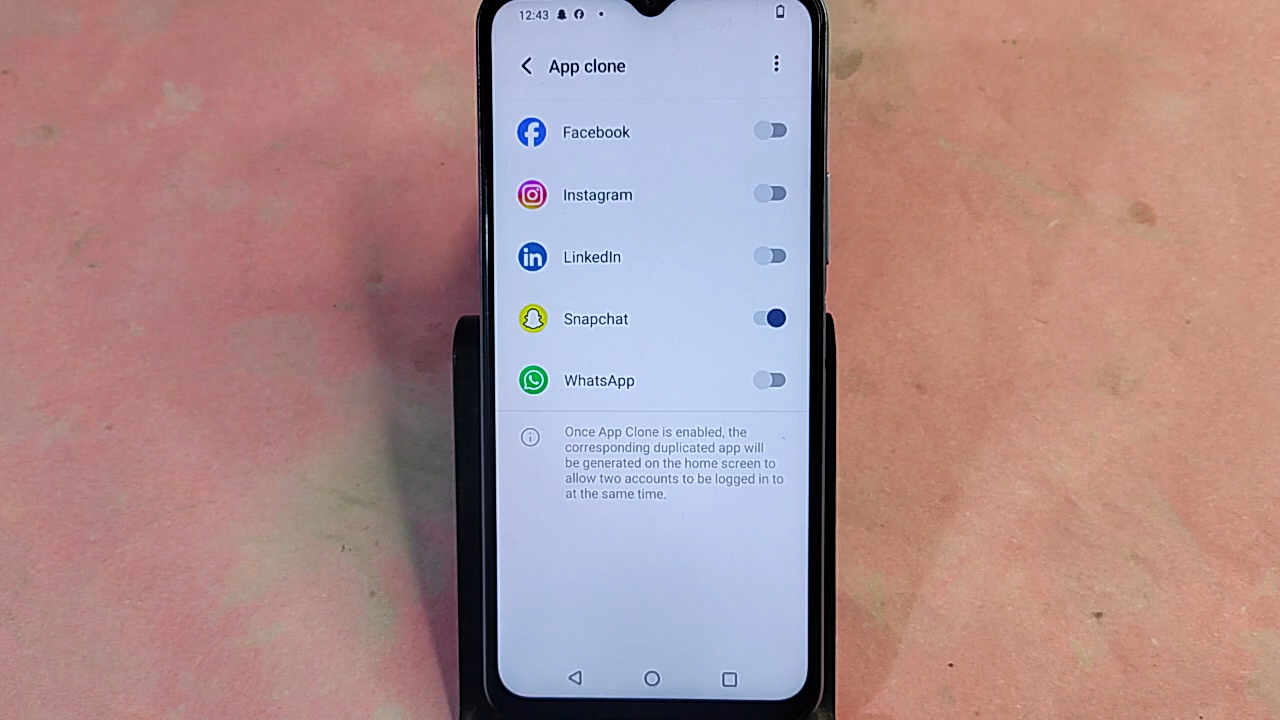 12:43
App clone
Facebook
Instagram
in LinkedIn
Snapchat
WhatsApp
Once App Clone is enabled, the
corresponding duplicated app will
be generated on the home screen to
allow two accounts to be logged in to
at the same time.